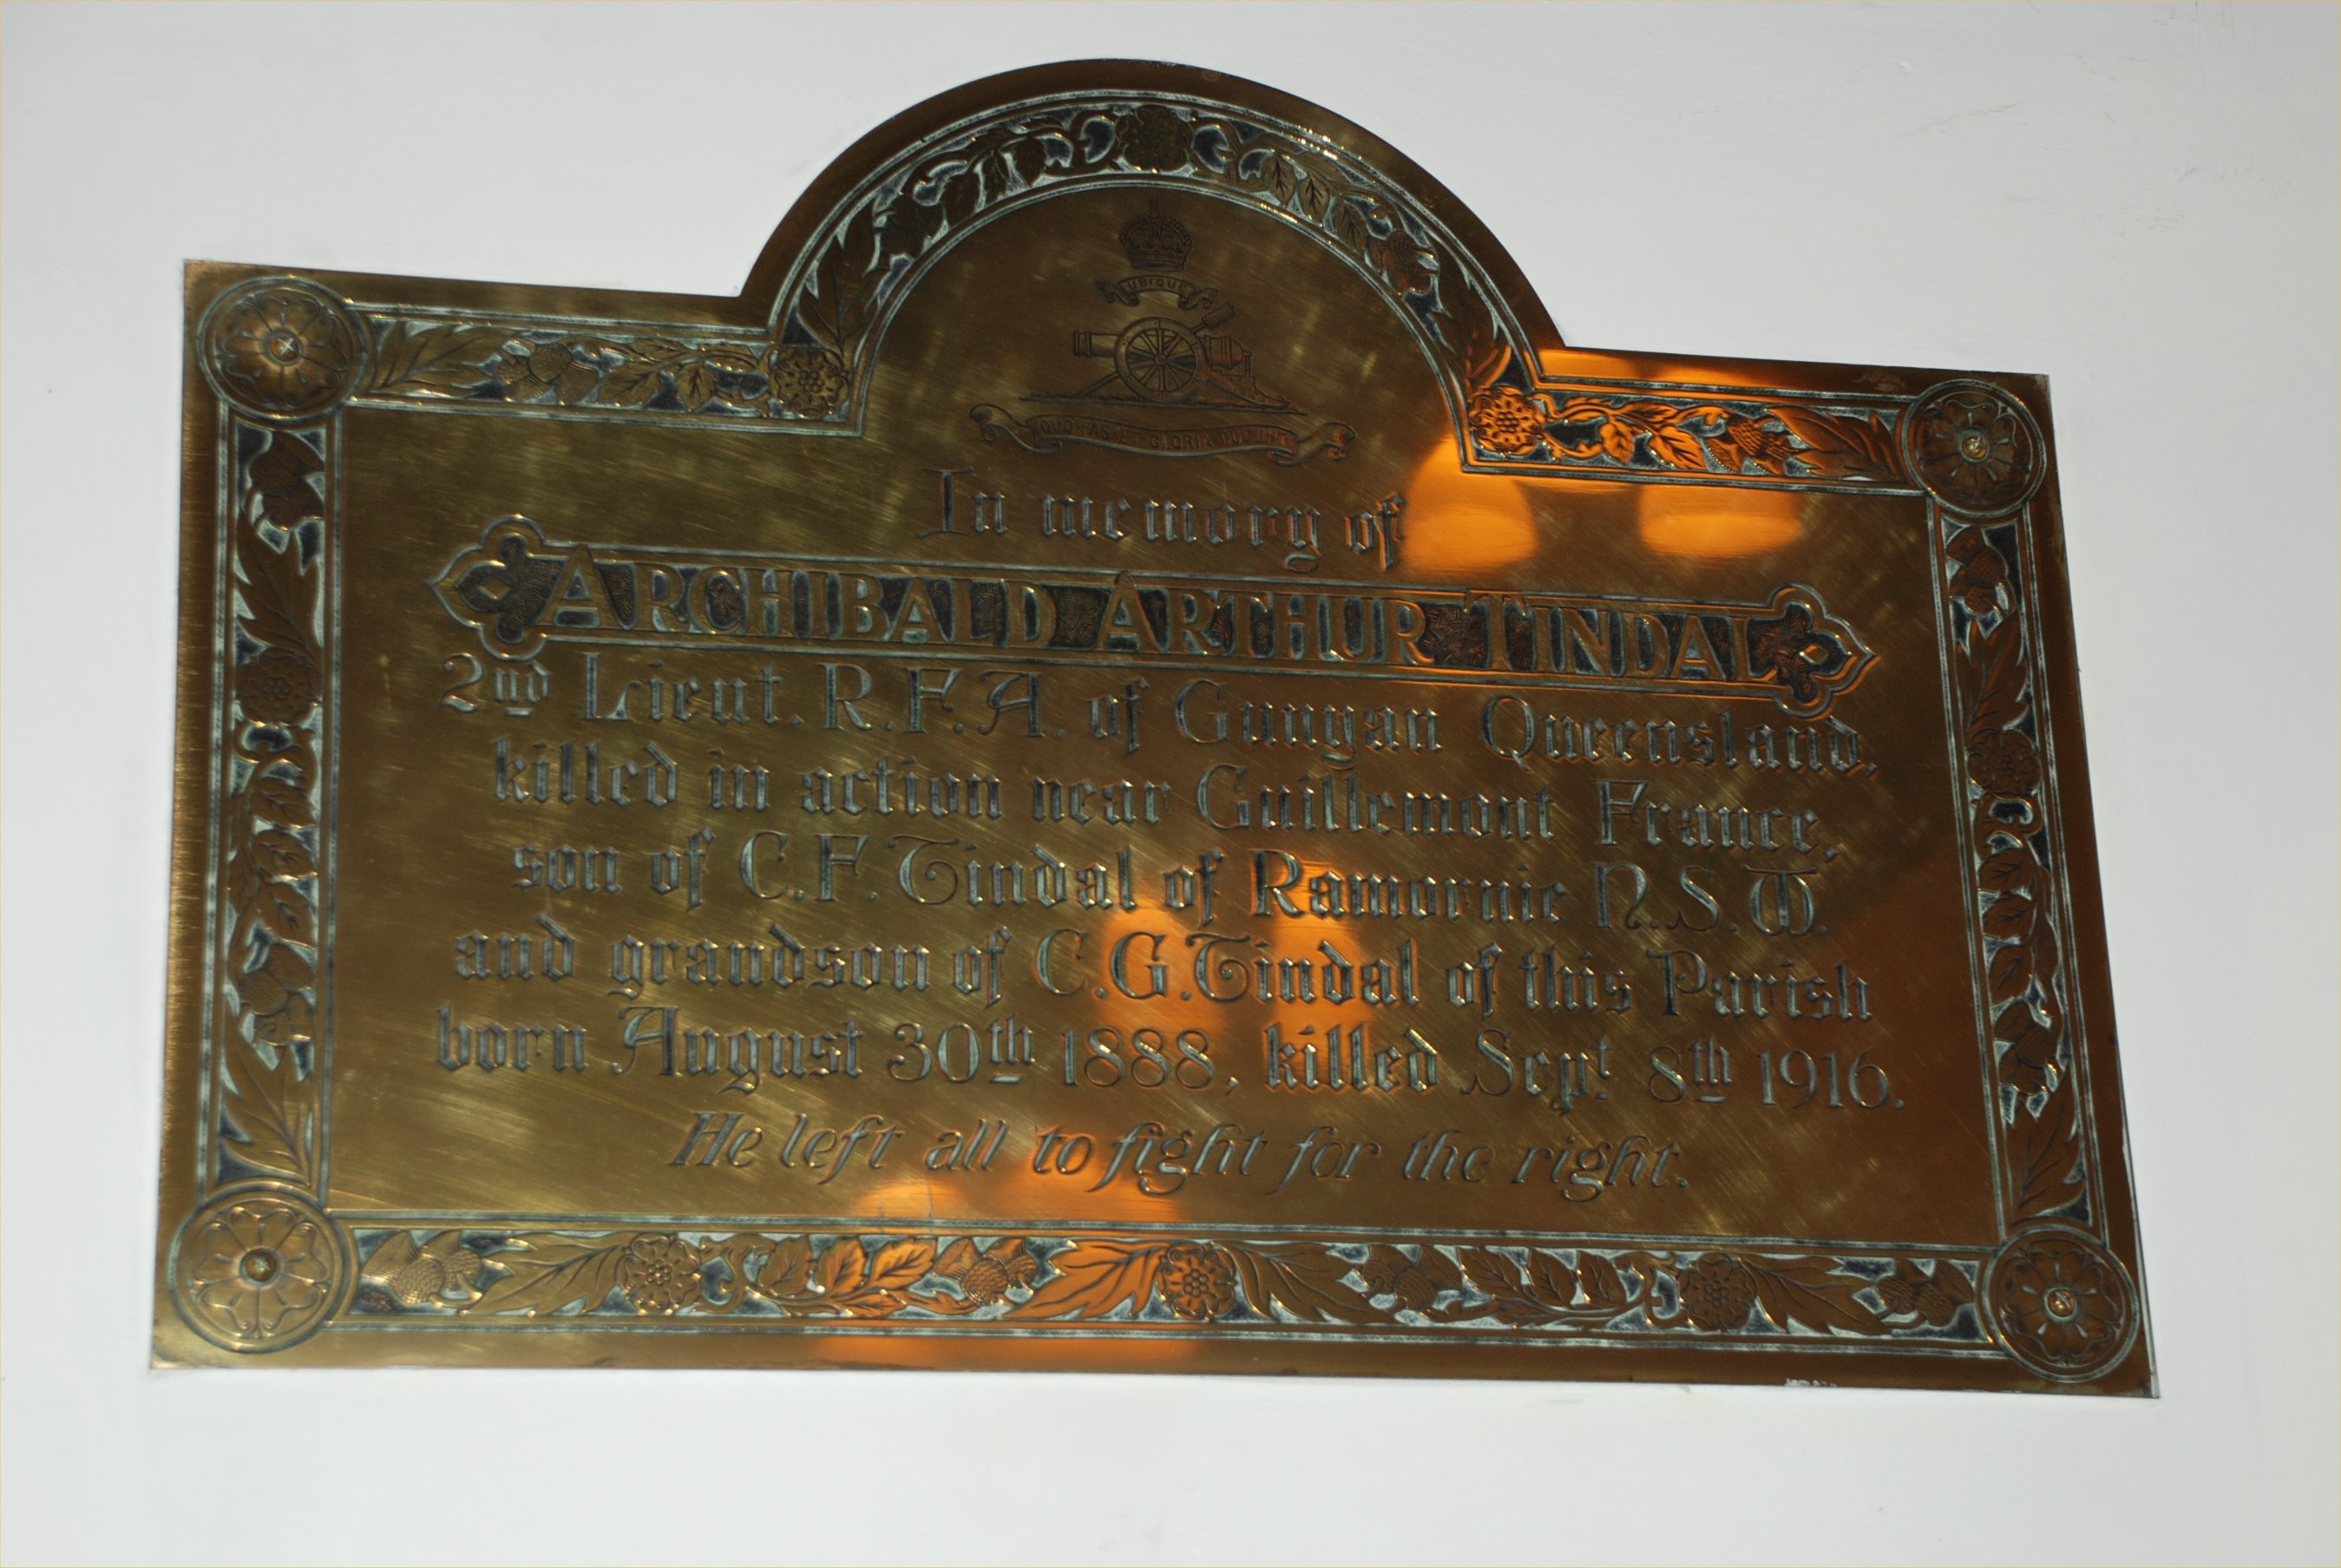 UBIQUE
QUO·FAS·ET·GLORIA·DUCUNT
In memory of
ARCHIBALD ARTHUR TINDAL
2nd Lieut. R.F.A. of Gunyan Queensland,
killed in action near Guillemont France,
son of C.F. Tindal of Ramornie N.S.W.
and grandson of C.G. Tindal of this Parish
born August 30th 1888, killed Sept. 8th 1916.
He left all to fight for the right.